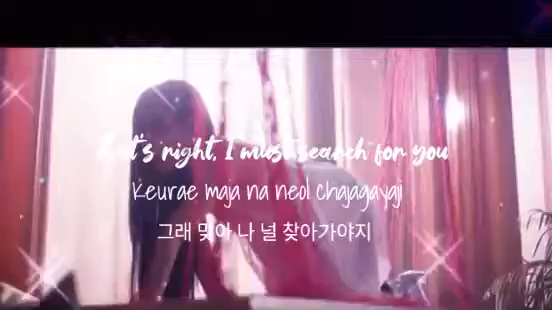 That's right, I must search for you
Keurae maja na neol chajagayaji
그래 맞아 나 널 찾아가야지